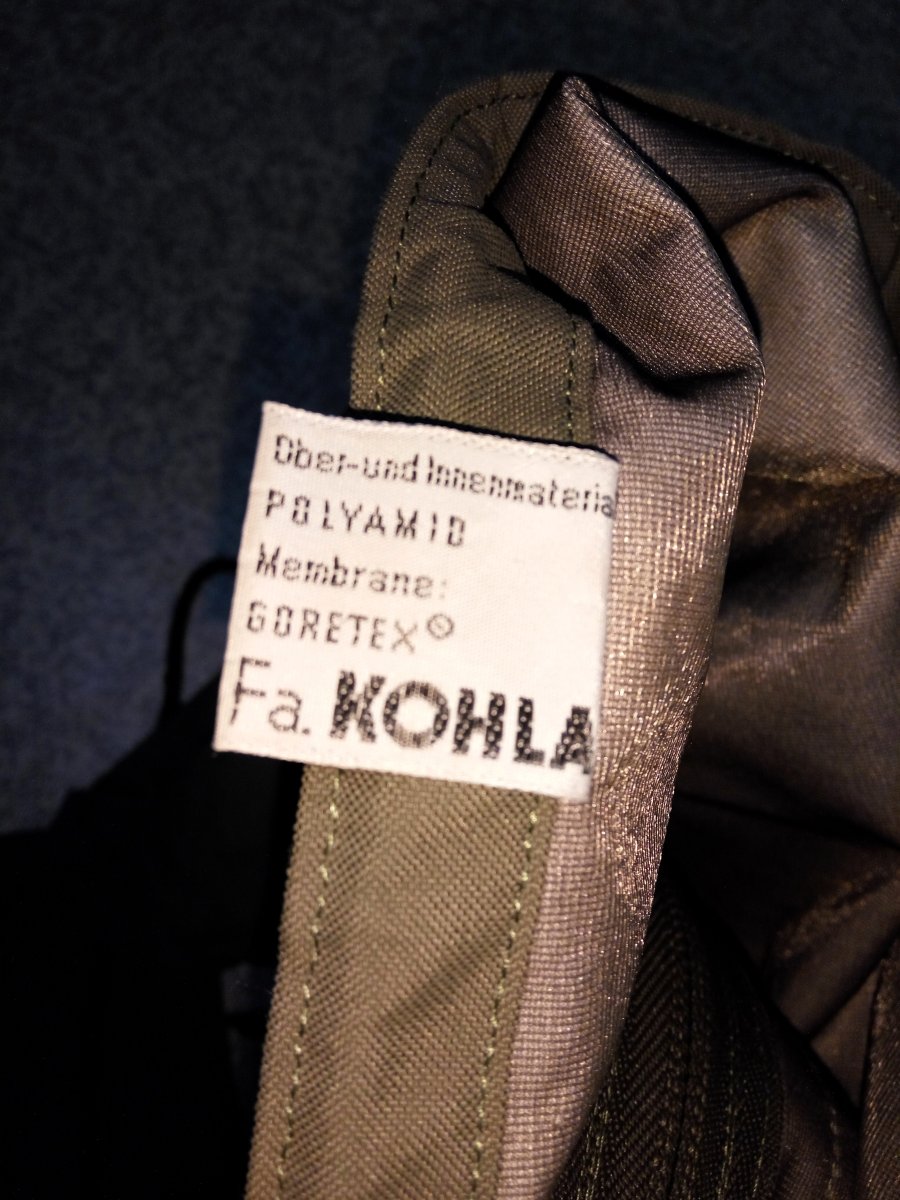 Ober-und Innenmaterial
POLYAMID
Membrane:
GORETEX®
Fa. KOHLA